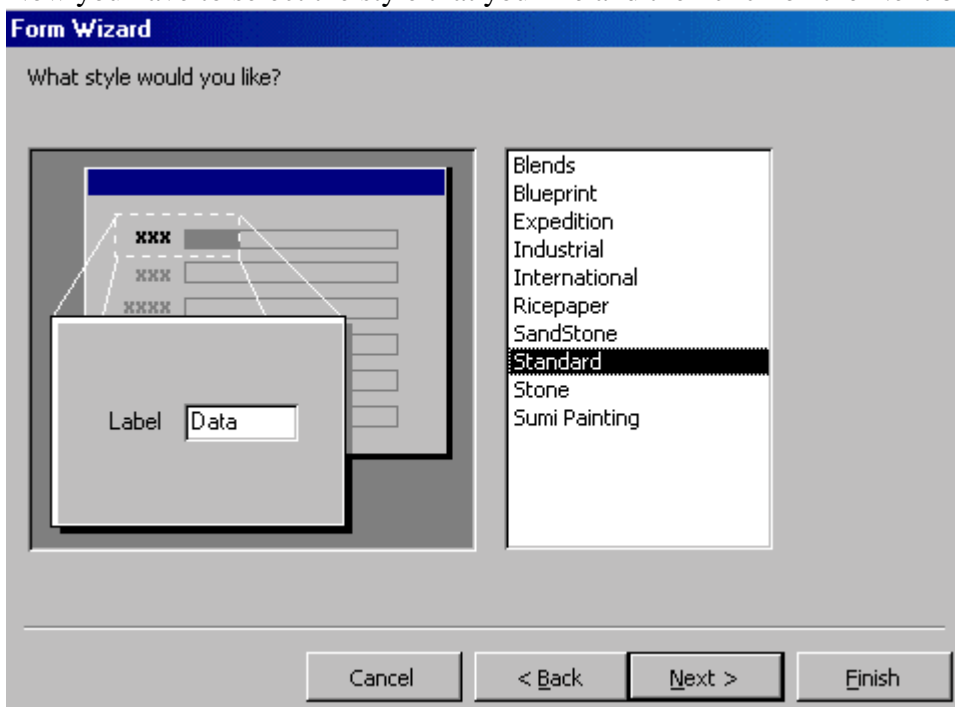 Form Wizard
What style would you like?
xxx
xxx
xxxx
Label Data
Blends
Blueprint
Expedition
Industrial
International
Ricepaper
SandStone
Standard
Stone
Sumi Painting
Cancel
< Back
Next >
Finish